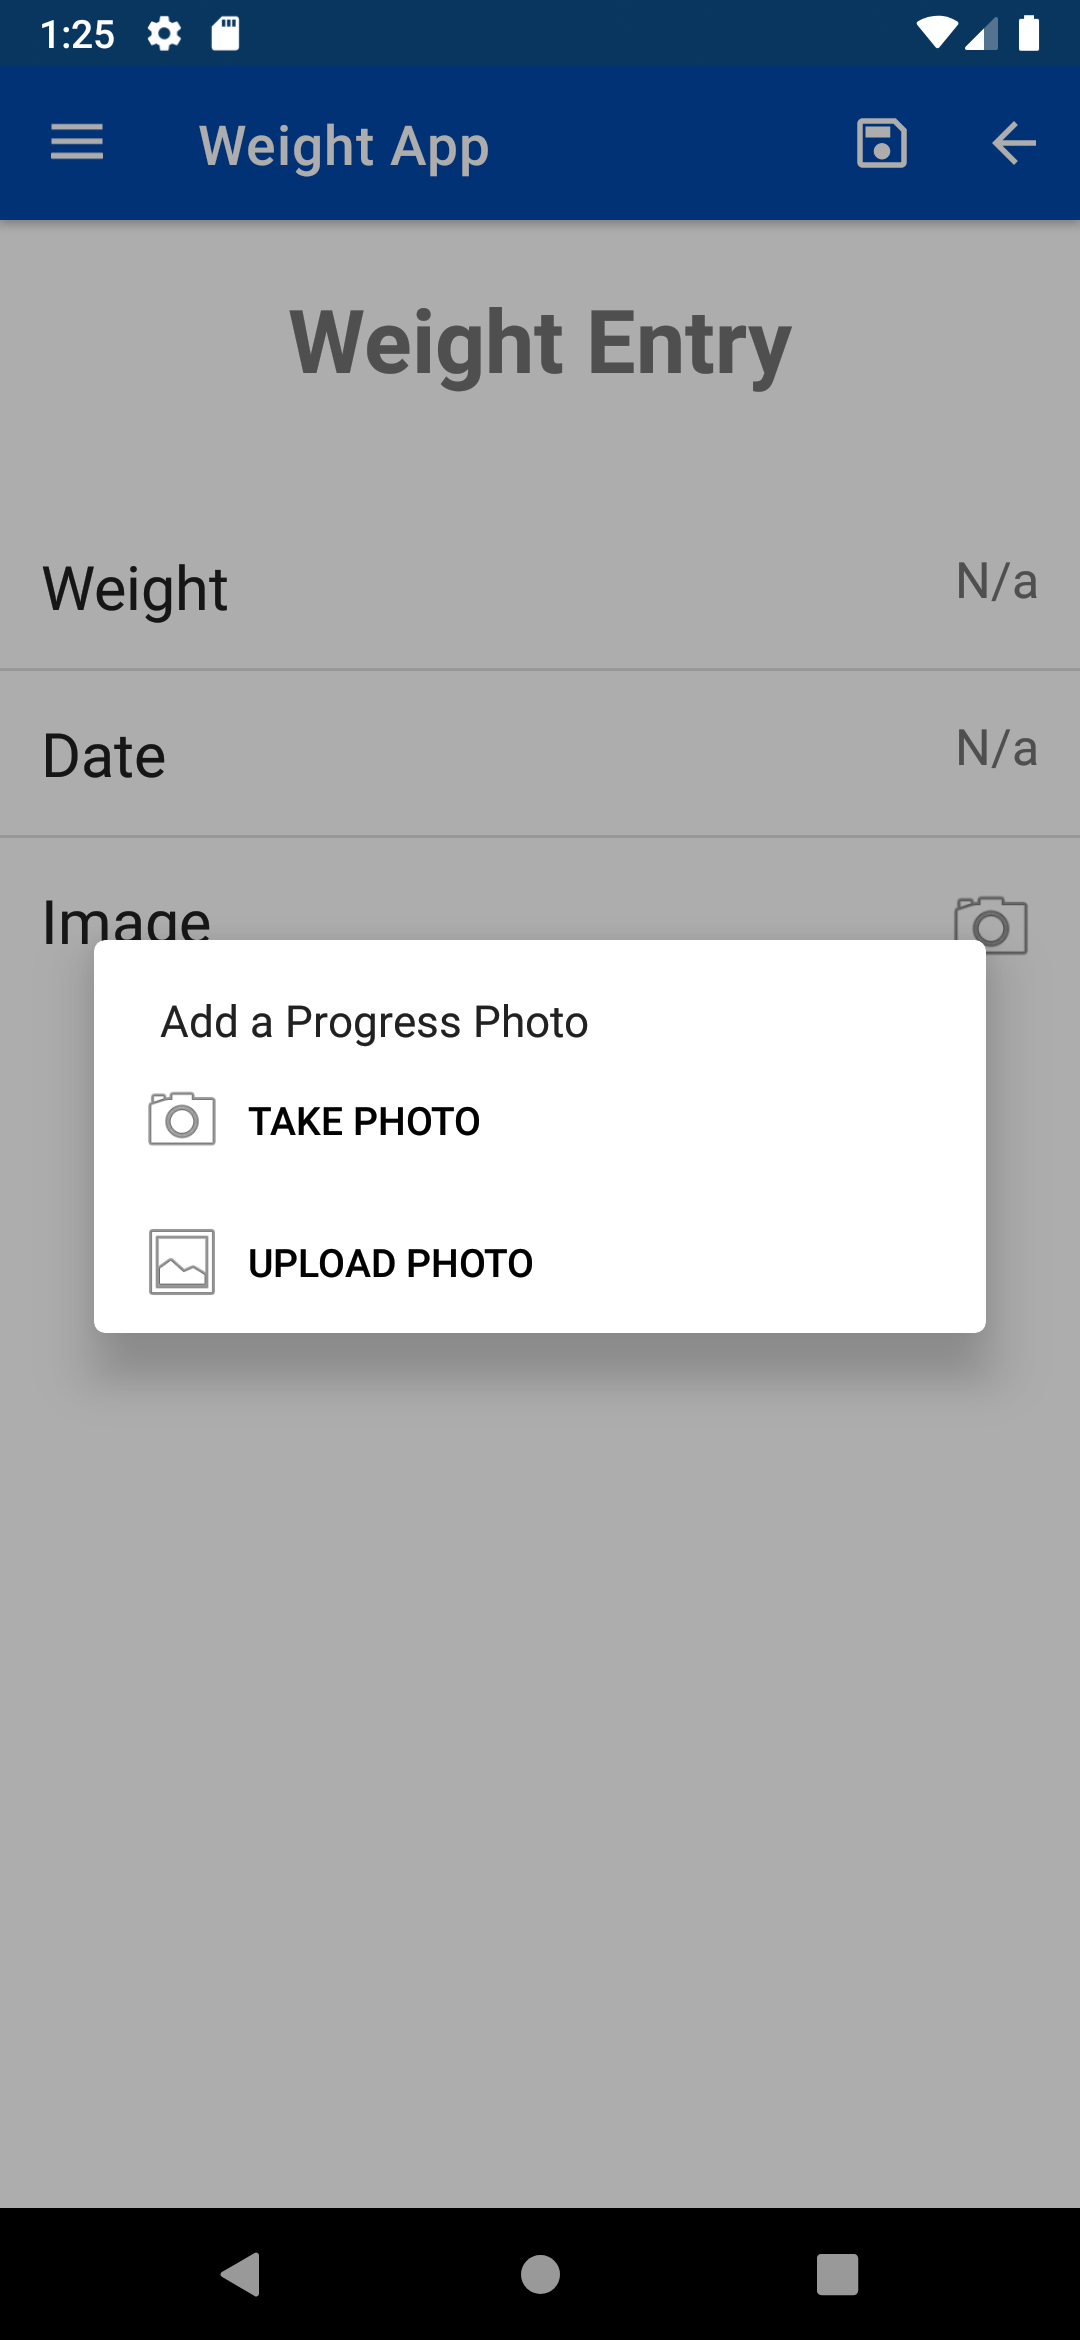 1:25
Weight App
Weight Entry
Weight N/a
Date N/a
Image
Add a Progress Photo
TAKE PHOTO
UPLOAD PHOTO